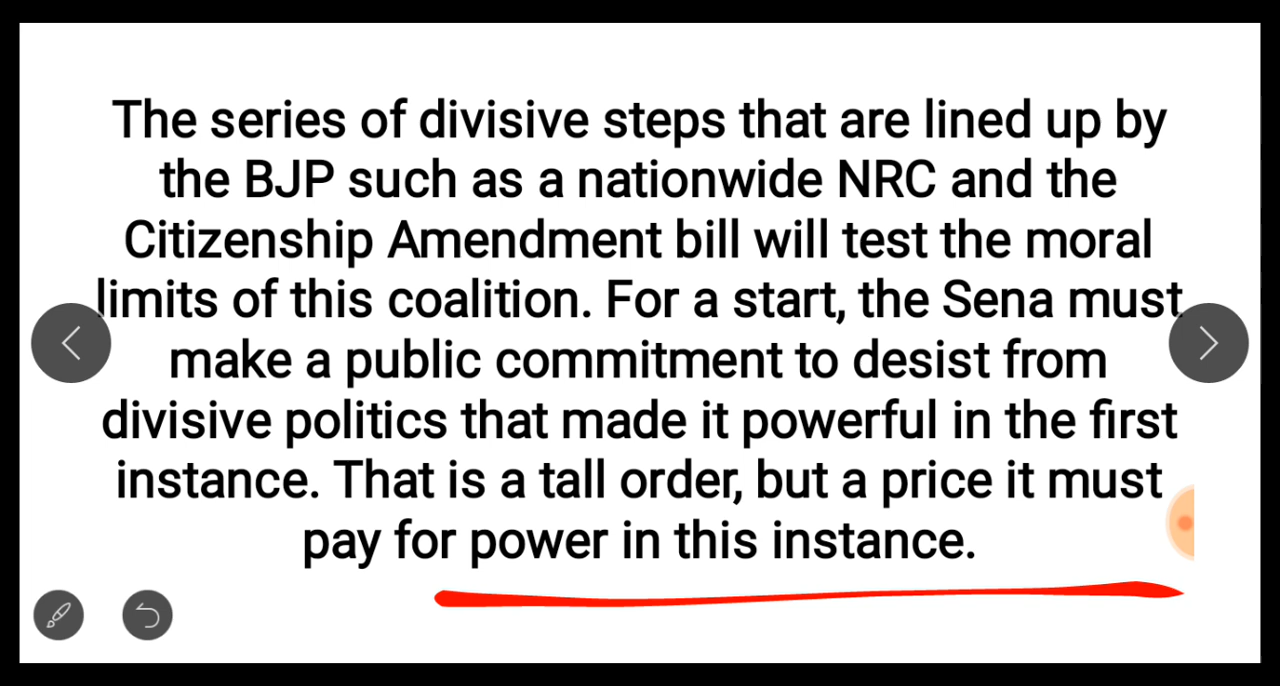 The series of divisive steps that are lined up by
the BJP such as a nationwide NRC and the
Citizenship Amendment bill will test the moral
limits of this coalition. For a start, the Sena must
make a public commitment to desist from
divisive politics that made it powerful in the first
instance. That is a tall order, but a price it must
pay for power in this instance.